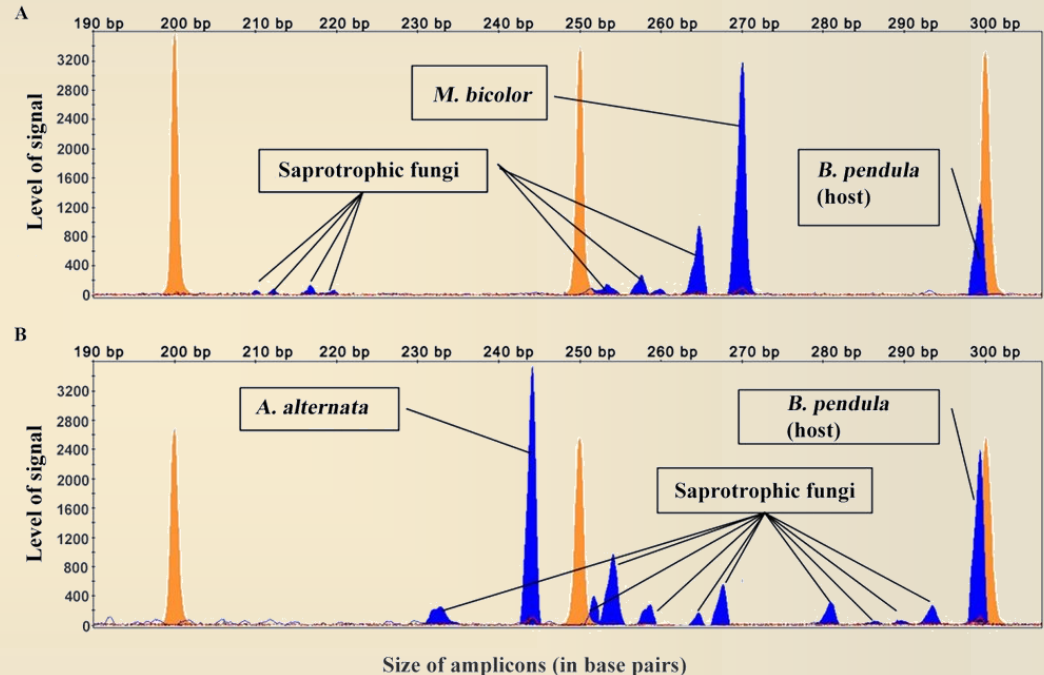 A
190 bp 200 bp 210 bp 220 bp 230 bp 240 bp 250 bp 260 bp 270 bp 280 bp 290 bp 300 bp
3200
2800
2400
2000
1600
1200
800
400
0
Level of signal
M. bicolor
Saprotrophic fungi
B. pendula
(host)
B
190 bp 200 bp 210 bp 220 bp 230 bp 240 bp 250 bp 260 bp 270 bp 280 bp 290 bp 300 bp
3200
2800
2400
2000
1600
1200
800
400
0
Level of signal
A. alternata
B. pendula
(host)
Saprotrophic fungi
Size of amplicons (in base pairs)